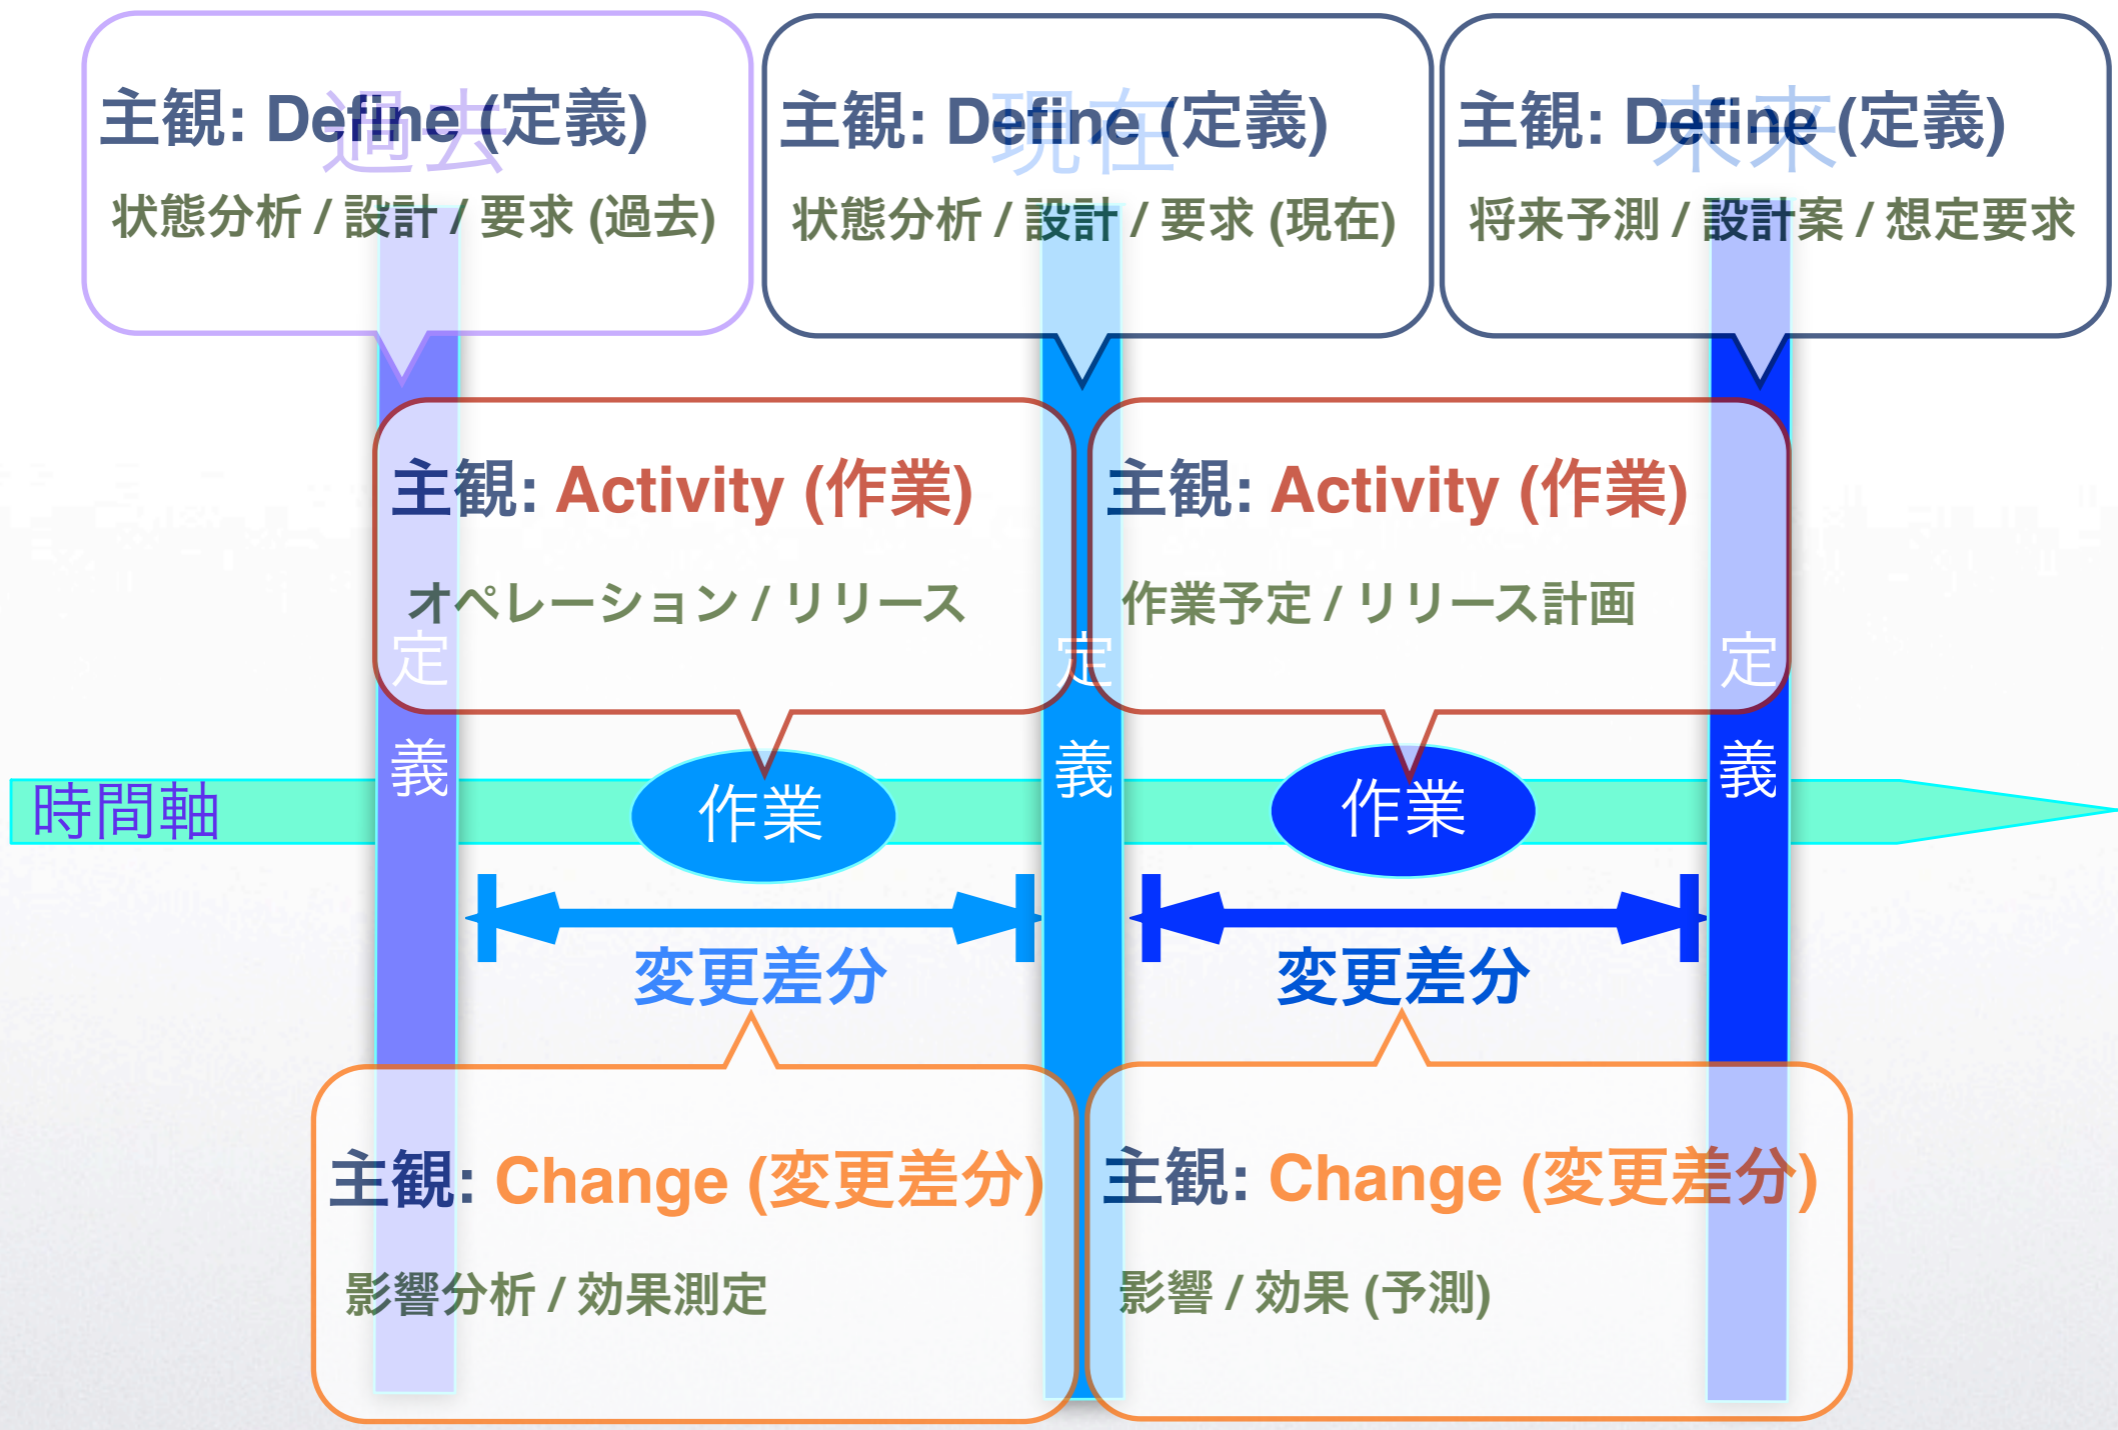 過去
主観: Define (定義)
状態分析 / 設計 / 要求 (過去)
現在
主観: Define (定義)
状態分析 / 設計 / 要求 (現在)
未来
主観: Define (定義)
将来予測 / 設計案 / 想定要求
主観: Activity (作業)
オペレーション / リリース
主観: Activity (作業)
作業予定 / リリース計画
定義
定義
定義
時間軸
作業
作業
変更差分
変更差分
主観: Change (変更差分)
影響分析 / 効果測定
主観: Change (変更差分)
影響 / 効果 (予測)